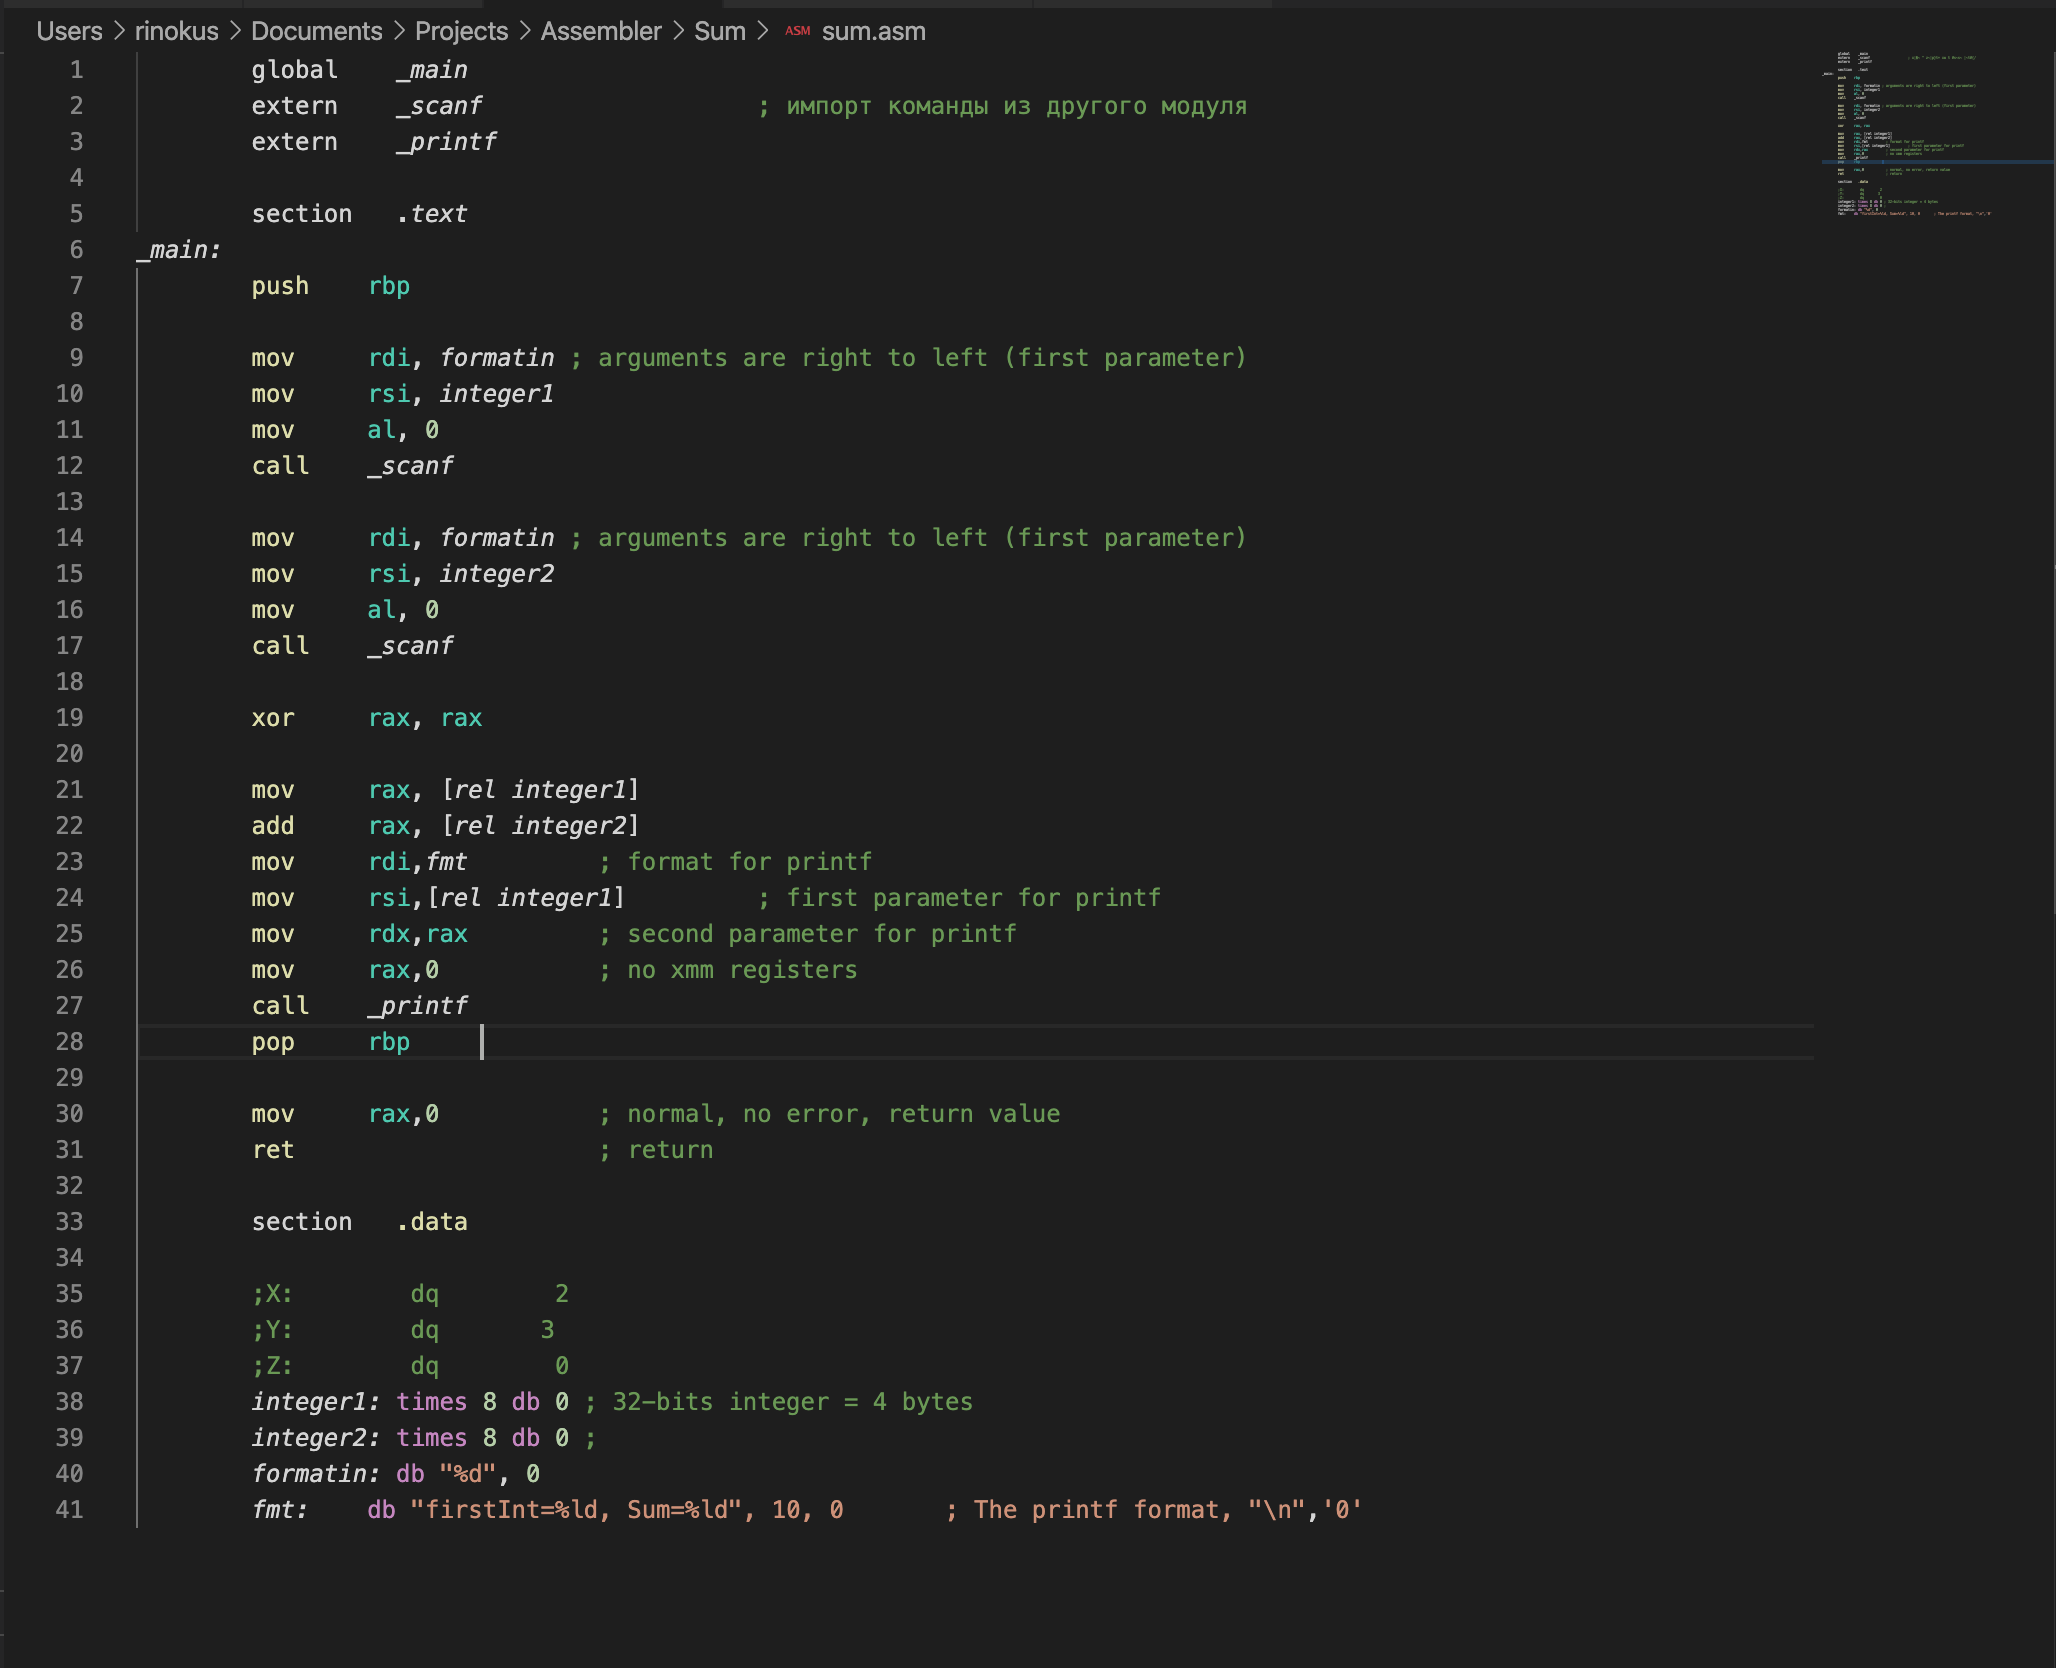 Users > rinokus > Documents > Projects > Assembler > Sum > ASM sum.asm
1 global _main
2 extern _scanf ; импорт команды из другого модуля
3 extern _printf
4
5 section .text
6 _main:
7 push rbp
8
9 mov rdi, formatin ; arguments are right to left (first parameter)
10 mov rsi, integer1
11 mov al, 0
12 call _scanf
13
14 mov rdi, formatin ; arguments are right to left (first parameter)
15 mov rsi, integer2
16 mov al, 0
17 call _scanf
18
19 xor rax, rax
20
21 mov rax, [rel integer1]
22 add rax, [rel integer2]
23 mov rdi,fmt ; format for printf
24 mov rsi,[rel integer1] ; first parameter for printf
25 mov rdx,rax ; second parameter for printf
26 mov rax,0 ; no xmm registers
27 call _printf
28 pop rbp
29
30 mov rax,0 ; normal, no error, return value
31 ret ; return
32
33 section .data
34
35 ;X: dq 2
36 ;Y: dq 3
37 ;Z: dq 0
38 integer1: times 8 db 0 ; 32-bits integer = 4 bytes
39 integer2: times 8 db 0 ;
40 formatin: db "%d", 0
41 fmt: db "firstInt=%ld, Sum=%ld", 10, 0 ; The printf format, "\n",'0'